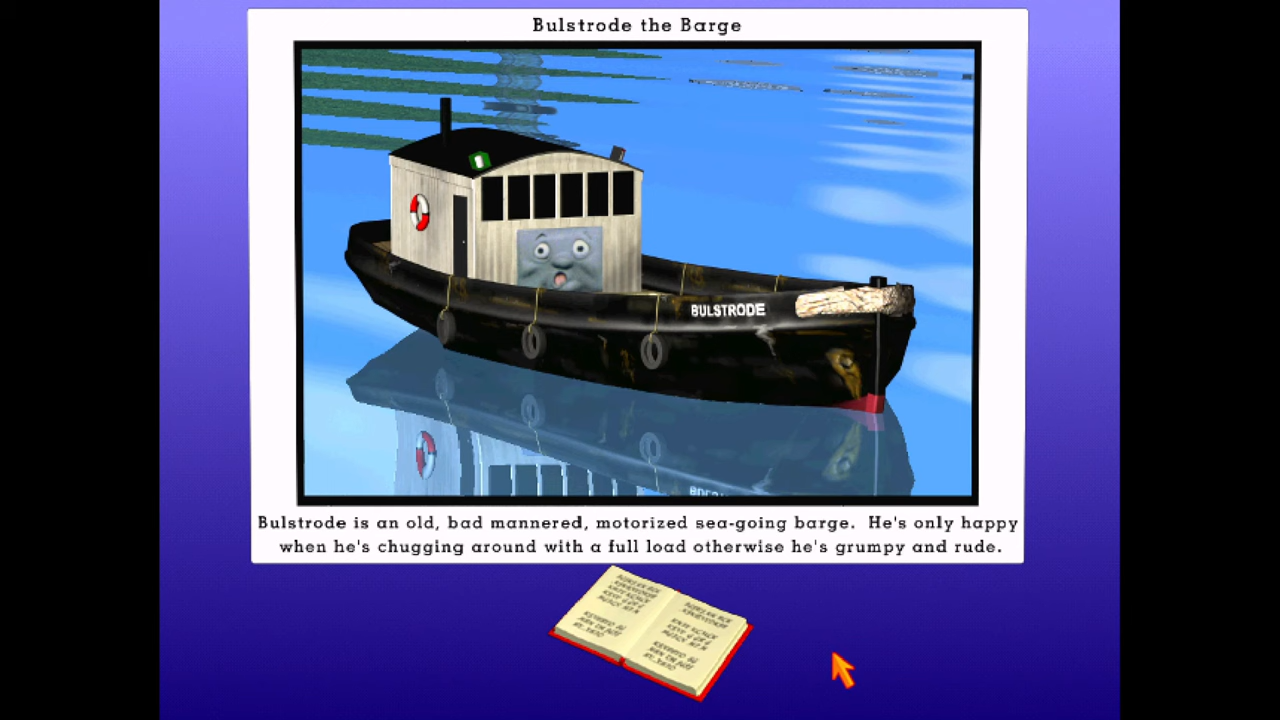 Bulstrode the Barge
BULSTRODE
Bulstrode is an old, bad mannered, motorized sea-going barge. He's only happy
when he's chugging around with a full load otherwise he's grumpy and rude.